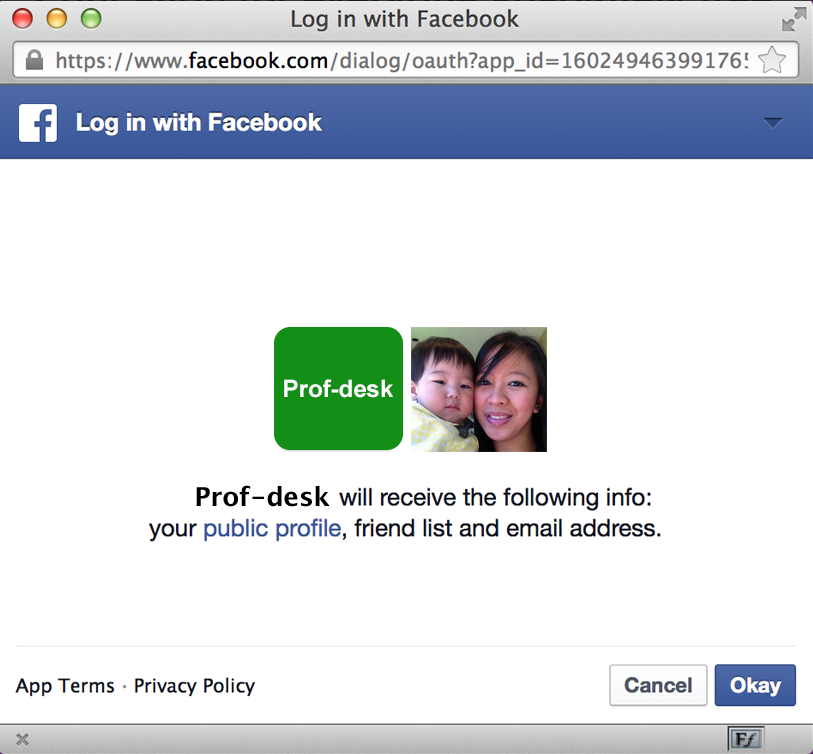 Log in with Facebook
https://www.facebook.com/dialog/oauth?app_id=160249463991765
f Log in with Facebook
Prof-desk
Prof-desk will receive the following info:
your public profile, friend list and email address.
App Terms · Privacy Policy
Cancel
Okay
Ff